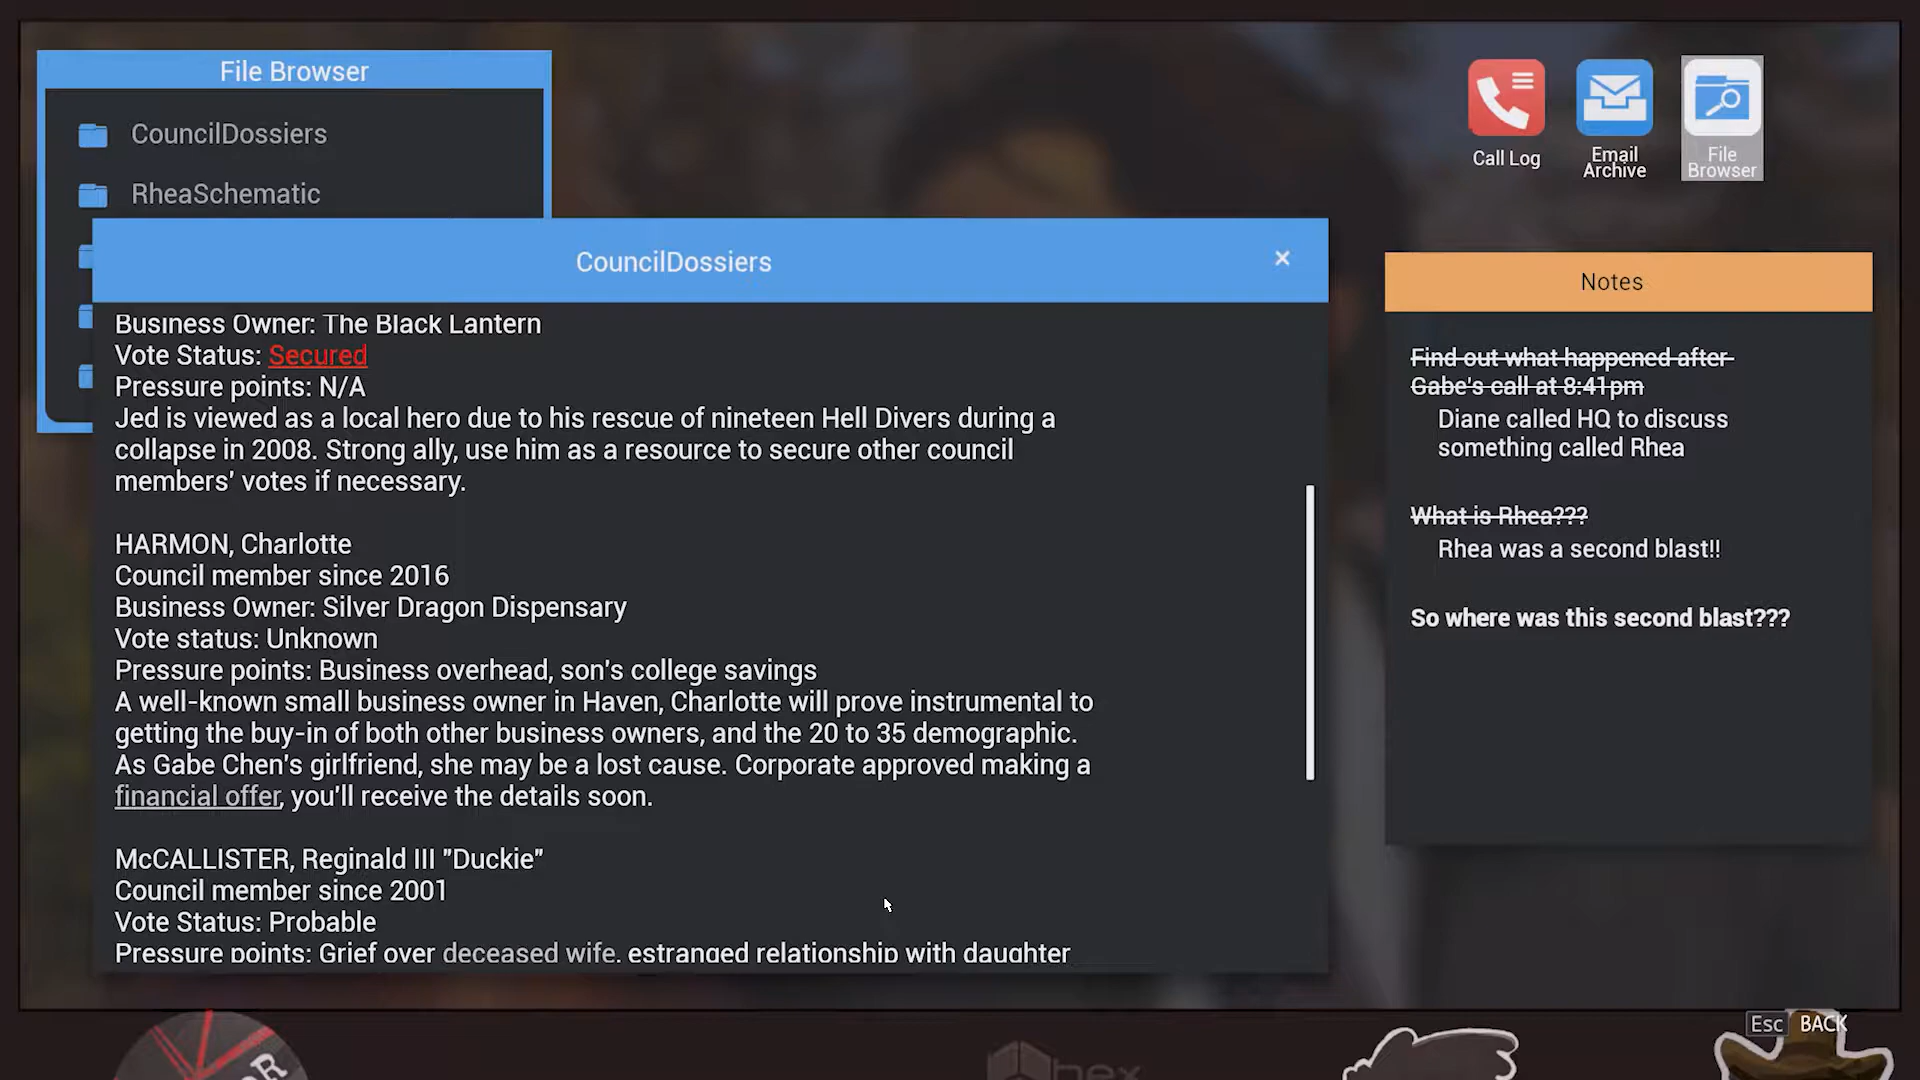 File Browser
CouncilDossiers
RheaSchematic
Call Log
Email
Archive
File
Browser
CouncilDossiers
×
Business Owner: The Black Lantern
Vote Status: Secured
Pressure points: N/A
Jed is viewed as a local hero due to his rescue of nineteen Hell Divers during a
collapse in 2008. Strong ally, use him as a resource to secure other council
members' votes if necessary.
HARMON, Charlotte
Council member since 2016
Business Owner: Silver Dragon Dispensary
Vote status: Unknown
Pressure points: Business overhead, son's college savings
A well-known small business owner in Haven, Charlotte will prove instrumental to
getting the buy-in of both other business owners, and the 20 to 35 demographic.
As Gabe Chen's girlfriend, she may be a lost cause. Corporate approved making a
financial offer, you'll receive the details soon.
McCALLISTER, Reginald III "Duckie"
Council member since 2001
Vote Status: Probable
Pressure points: Grief over deceased wife, estranged relationship with daughter
Notes
Find out what happened after
Gabe's call at 8:41pm
Diane called HQ to discuss
something called Rhea
What is Rhea???
Rhea was a second blast!!
So where was this second blast???
Esc BACK
hex